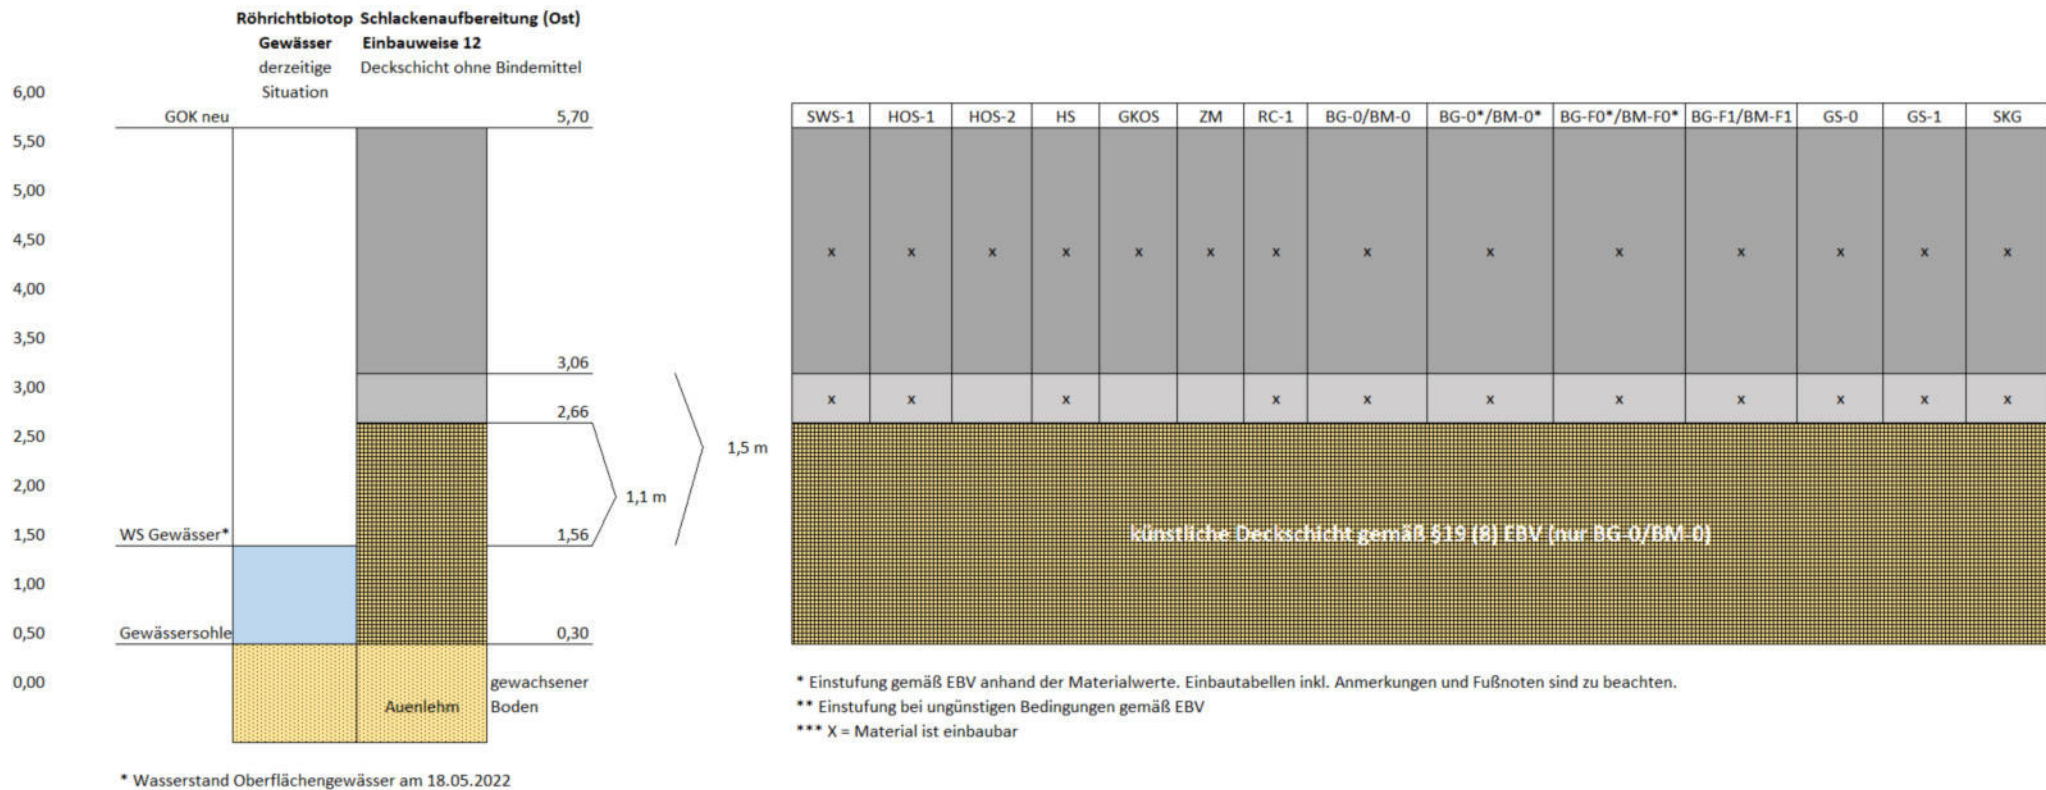 Röhrichtbiotop Schlackenaufbereitung (Ost)
Gewässer Einbauweise 12
derzeitige Deckschicht ohne Bindemittel
Situation
6,00
GOK neu 5,70
SWS-1 HOS-1 HOS-2 HS GKOS ZM RC-1 BG-0/BM-0 BG-0*/BM-0* BG-F0*/BM-F0* BG-F1/BM-F1 GS-0 GS-1 SKG
5,50
5,00
4,50
x x x x x x x x x x x x x x
4,00
3,50
3,06
3,00
x x x x x x x x x x x
2,66
2,50
1,5 m
2,00
1,1 m
1,50
WS Gewässer* 1,56
künstliche Deckschicht gemäß §19 (8) EBV (nur BG-0/BM-0)
1,00
0,50
Gewässersohle 0,30
0,00
gewachsener
Auenlehm Boden
* Einstufung gemäß EBV anhand der Materialwerte. Einbautabellen inkl. Anmerkungen und Fußnoten sind zu beachten.
** Einstufung bei ungünstigen Bedingungen gemäß EBV
*** X = Material ist einbaubar
* Wasserstand Oberflächengewässer am 18.05.2022